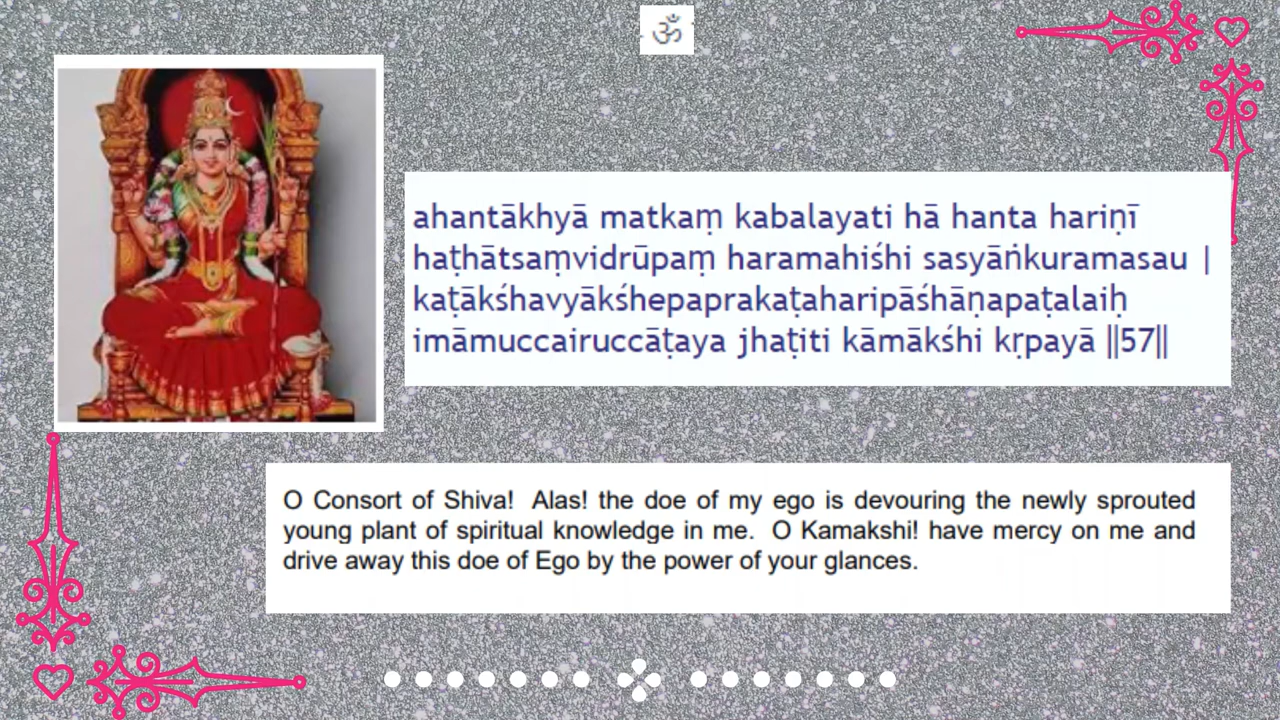 ॐ
ahantākhyā matkaṃ kabalayati hā hanta hariṇī
haṭhātsaṃvidrūpaṃ haramahiśhi sasyāṅkuramasau |
kaṭākśhavyākśhepaprakaṭaharipāśhāṇapaṭalaiḥ
imāmuccairuccāṭaya jhaṭiti kāmākśhi kṛpayā ||57||
O Consort of Shiva! Alas! the doe of my ego is devouring the newly sprouted
young plant of spiritual knowledge in me. O Kamakshi! have mercy on me and
drive away this doe of Ego by the power of your glances.